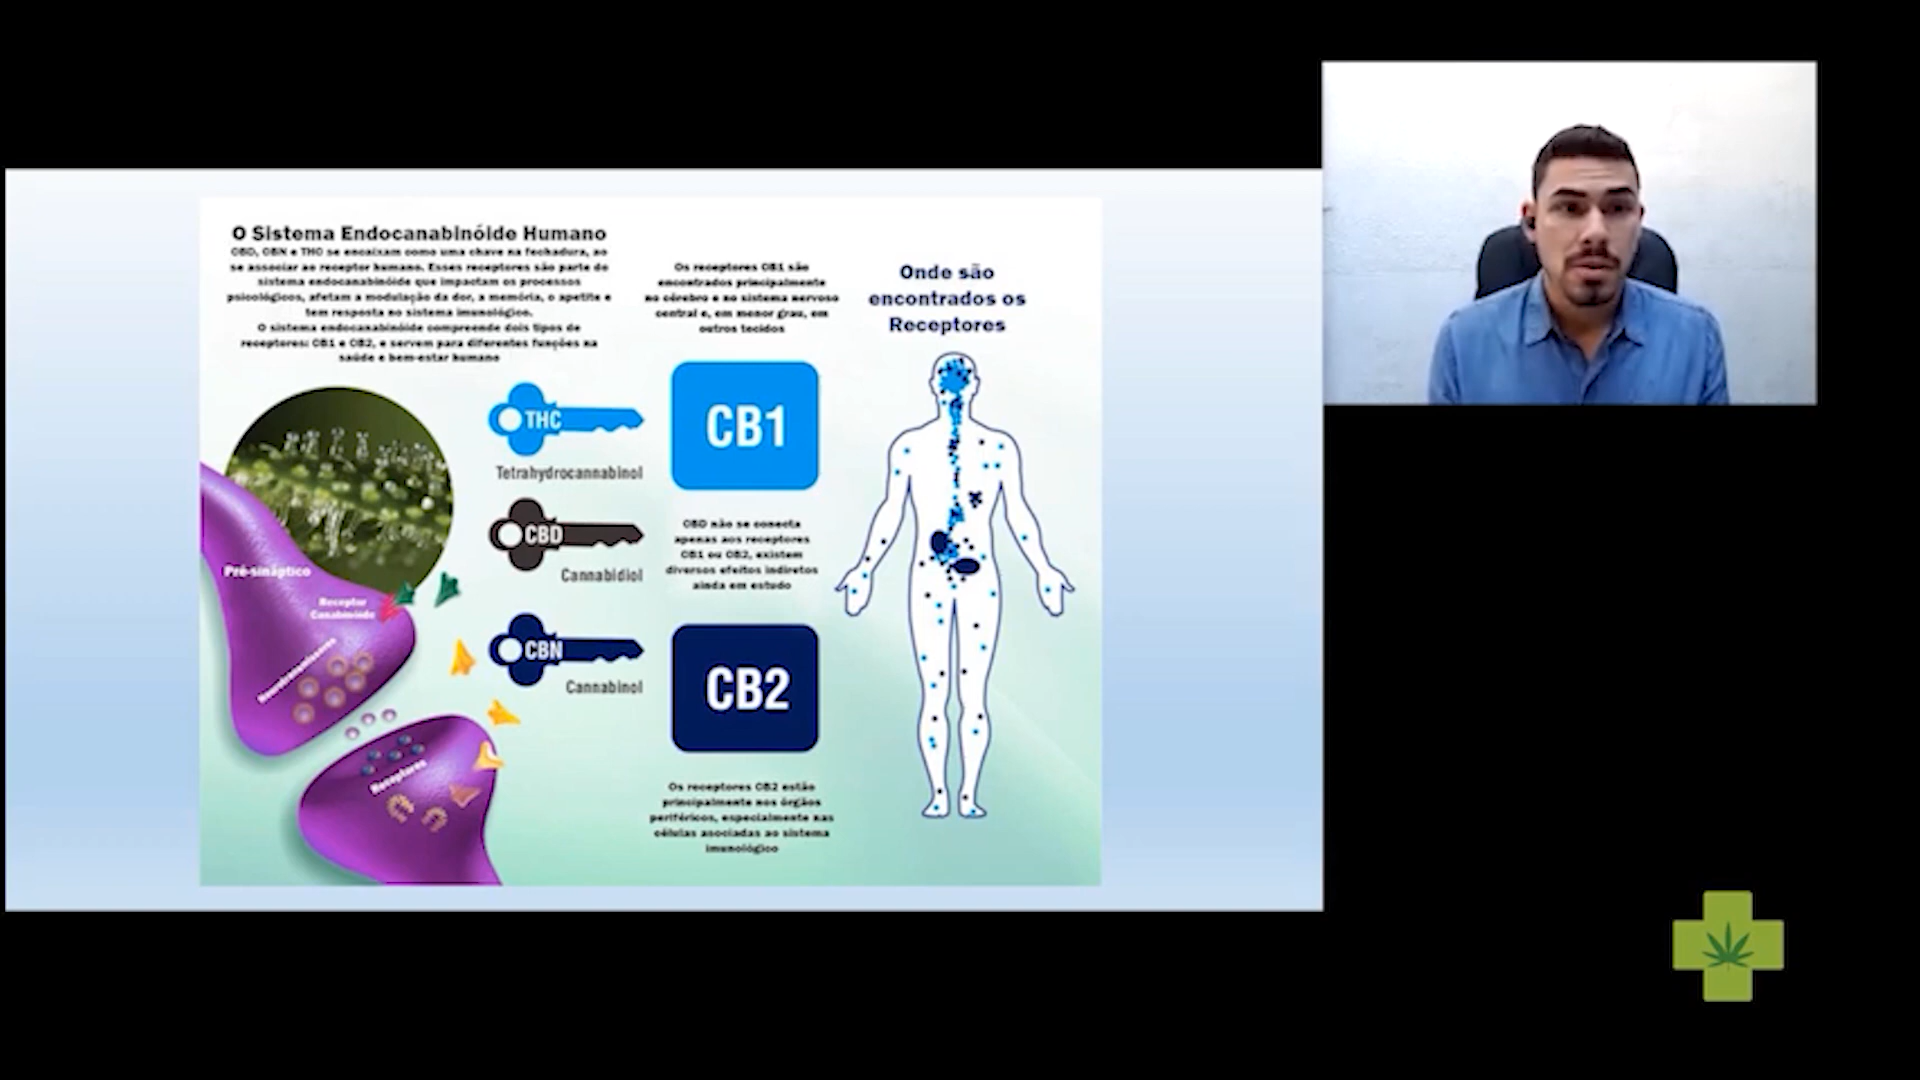 O Sistema Endocanabinóide Humano
CBD, CBN e THC se encaixam como uma chave na fechadura, ao
se associar ao receptor humano. Esses receptores são parte do
sistema endocanabinóide que impactam os processos
psicológicos, afetam a modulação da dor, a memória, o apetite e
tem resposta no sistema imunológico.
O sistema endocanabinóide compreende dois tipos de
receptores: CB1 e CB2, e servem para diferentes funções na
saúde e bem-estar humano
Pré-sináptico
Receptor
Canabinóide
Neurotransmissores
Receptores
THC
Tetrahydrocannabinol
CBD
Cannabidiol
CBN
Cannabinol
Os receptores CB1 são
encontrados principalmente
no cérebro e no sistema nervoso
central e, em menor grau, em
outros tecidos
CB1
CBD não se conecta
apenas aos receptores
CB1 ou CB2, existem
diversos efeitos indiretos
ainda em estudo
CB2
Os receptores CB2 estão
principalmente nos órgãos
periféricos, especialmente nas
células asociadas ao sistema
imunológico
Onde são
encontrados os
Receptores